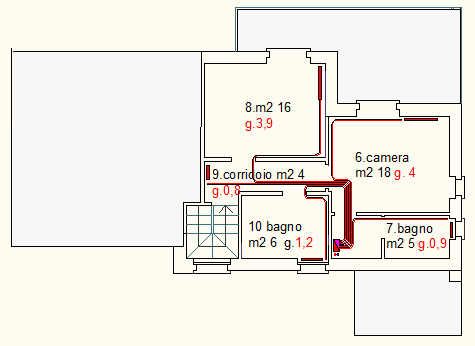 8.m2 16
g.3,9
6.camera
m2 18 g. 4
9.corridoio m2 4
g.0,8
10 bagno
m2 6 g.1,2
7.bagno
m2 5 g.0,9